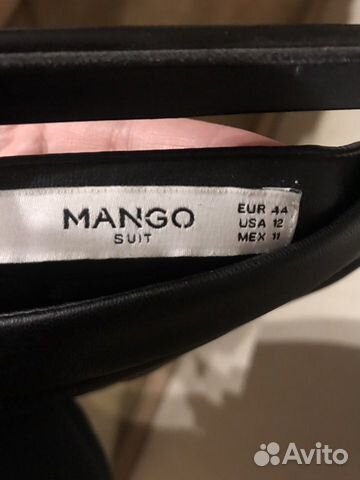 MANGO
SUIT
EUR 44
USA 12
MEX 11
Avito